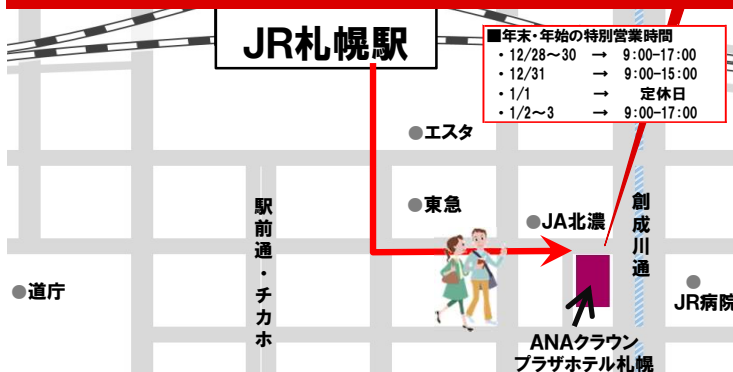 JR札幌駅
■年末・年始の特別営業時間
・12/28～30 → 9:00-17:00
・12/31 → 9:00-15:00
・1/1 → 定休日
・1/2～3 → 9:00-17:00
●エスタ
●東急
●JA北濃
駅前通・チカホ
創成川通
●道庁
●
JR病院
ANAクラウン
プラザホテル札幌